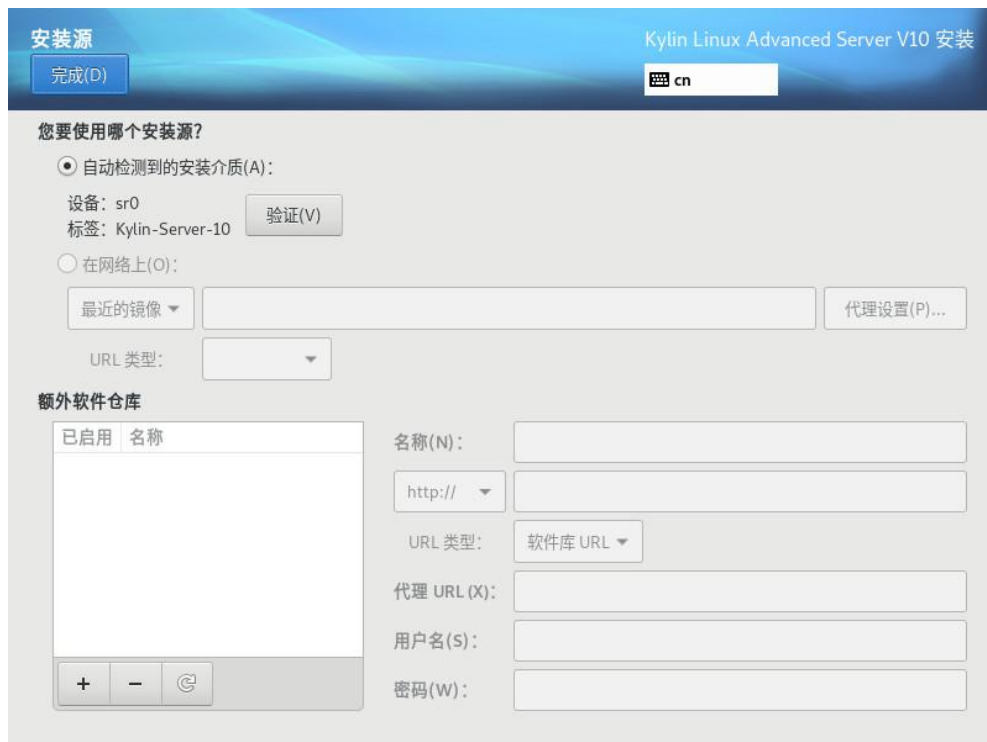 安装源
Kylin Linux Advanced Server V10 安装
完成(D)
cn
您要使用哪个安装源?
自动检测到的安装介质(A):
设备: sr0
标签: Kylin-Server-10
验证(V)
在网络上(O):
最近的镜像
代理设置(P)...
URL 类型:
额外软件仓库
已启用 名称
名称(N):
http://
URL 类型:
软件库 URL
代理 URL (X):
用户名(S):
密码(W):